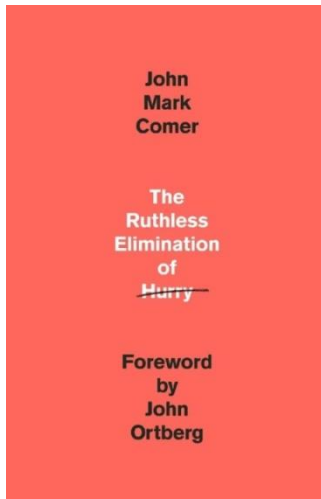 John
Mark
Comer
The
Ruthless
Elimination
of
Hurry
Foreword
by
John
Ortberg